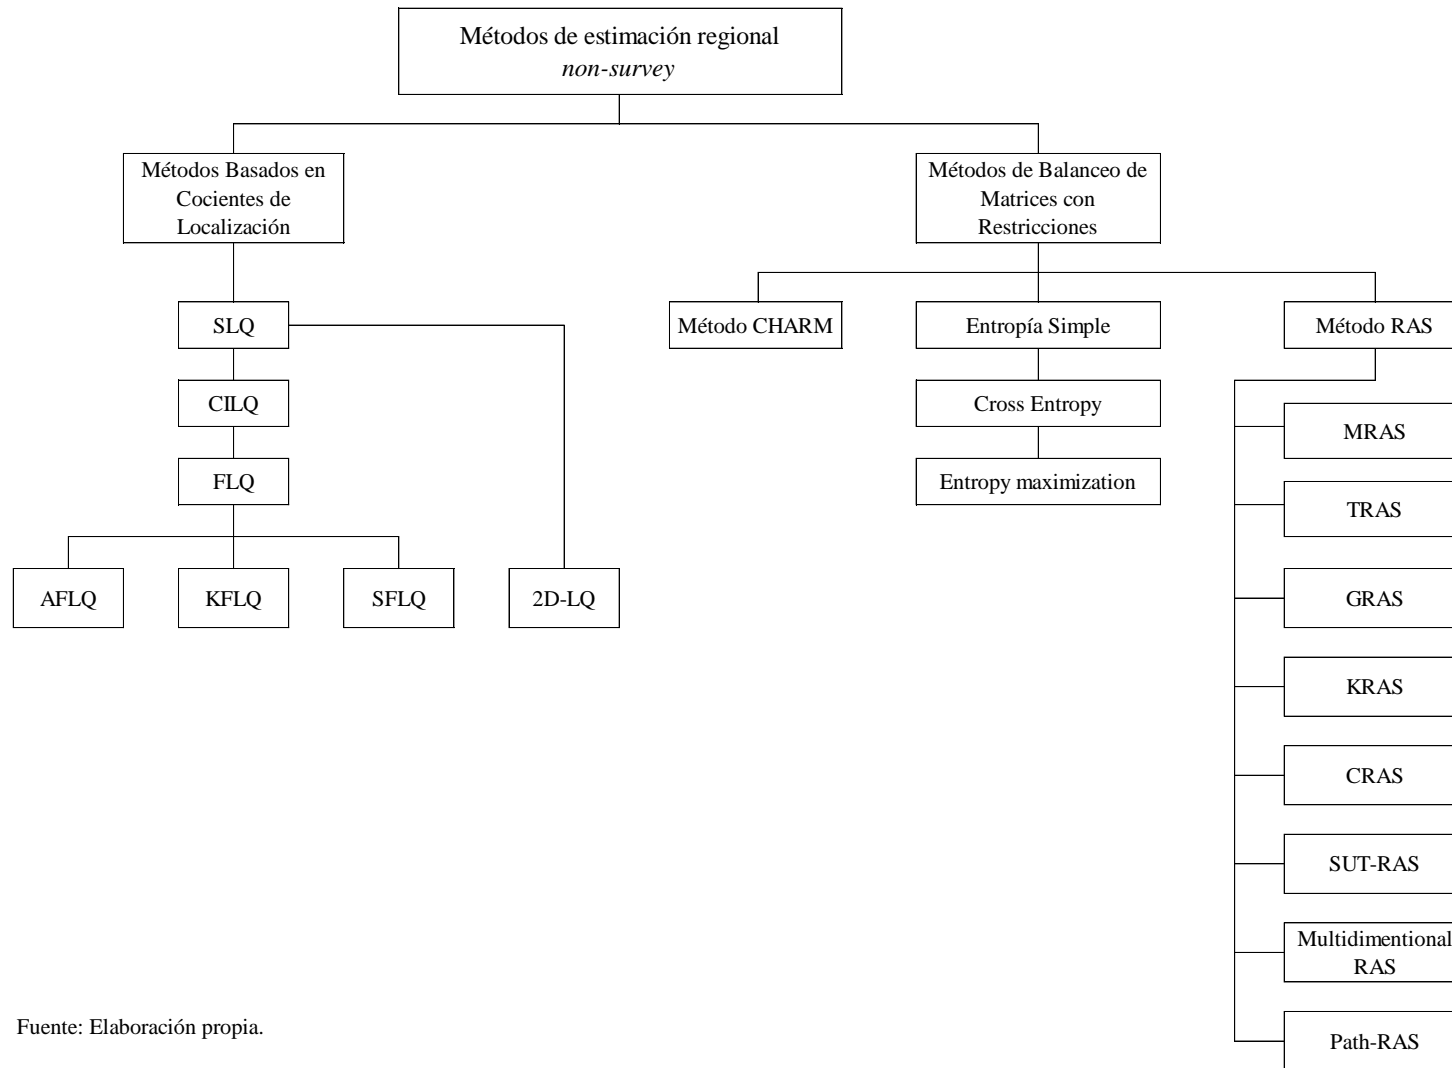 Métodos de estimación regional
non-survey
Métodos Basados en
Cocientes de
Localización
Métodos de Balanceo de
Matrices con
Restricciones
SLQ
Método CHARM
Entropía Simple
Método RAS
CILQ
Cross Entropy
MRAS
FLQ
Entropy maximization
TRAS
AFLQ
KFLQ
SFLQ
2D-LQ
GRAS
KRAS
CRAS
SUT-RAS
Multidimentional
RAS
Path-RAS
Fuente: Elaboración propia.